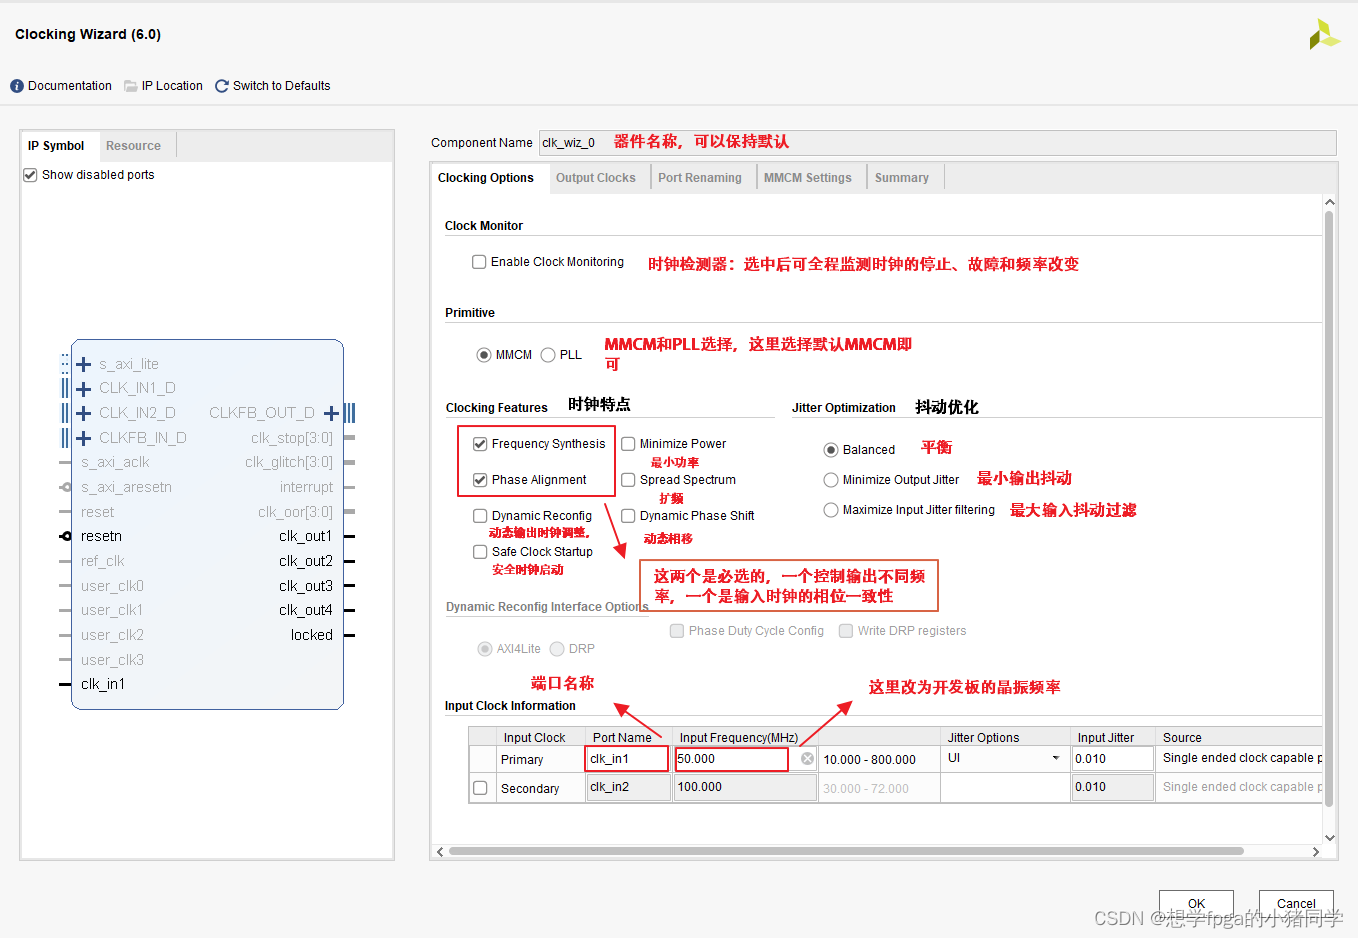 Clocking Wizard (6.0)
Documentation
IP Location
Switch to Defaults
IP Symbol
Resource
Show disabled ports
s_axi_lite
CLK_IN1_D
CLK_IN2_D
CLKFB_OUT_D
CLKFB_IN_D
clk_stop[3:0]
s_axi_aclk
clk_glitch[3:0]
s_axi_aresetn
interrupt
reset
clk_oor[3:0]
resetn
clk_out1
ref_clk
clk_out2
user_clk0
clk_out3
user_clk1
clk_out4
user_clk2
locked
user_clk3
clk_in1
Component Name
clk_wiz_0
器件名称，可以保持默认
Clocking Options
Output Clocks
Port Renaming
MMCM Settings
Summary
Clock Monitor
Enable Clock Monitoring
时钟检测器：选中后可全程监测时钟的停止、故障和频率改变
Primitive
MMCM
PLL
MMCM和PLL选择，这里选择默认MMCM即
可
Clocking Features
时钟特点
Jitter Optimization
抖动优化
Frequency Synthesis
Minimize Power
最小功率
Balanced
平衡
Phase Alignment
Spread Spectrum
扩频
Minimize Output Jitter
最小输出抖动
Dynamic Reconfig
动态输出时钟调整，
Dynamic Phase Shift
动态相移
Maximize Input Jitter filtering
最大输入抖动过滤
Safe Clock Startup
安全时钟启动
这两个是必选的，一个控制输出不同频
率，一个是输入时钟的相位一致性
Dynamic Reconfig Interface Options
Phase Duty Cycle Config
Write DRP registers
AXI4Lite
DRP
端口名称
这里改为开发板的晶振频率
Input Clock Information
Input Clock
Port Name
Input Frequency(MHz)
Jitter Options
Input Jitter
Source
Primary
clk_in1
50.000
10.000 - 800.000
UI
0.010
Single ended clock capable p
Secondary
clk_in2
100.000
30.000 - 72.000
0.010
Single ended clock capable p
OK
Cancel
CSDN @想学fpga的小猪同学